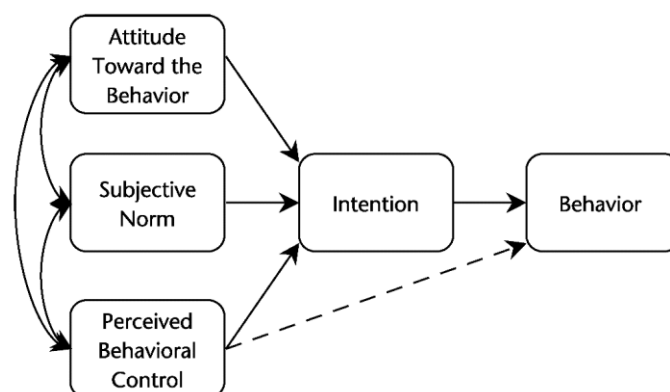 Attitude
Toward the
Behavior
Subjective
Norm
Intention
Behavior
Perceived
Behavioral
Control